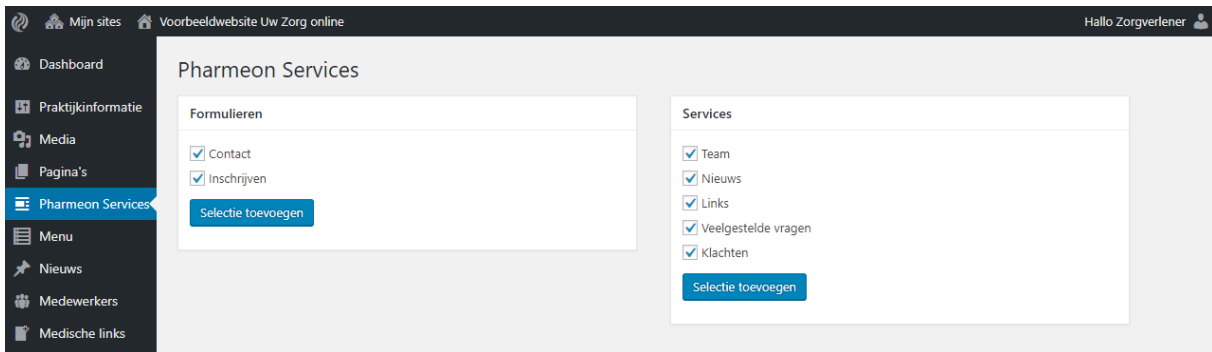 Mijn sites Voorbeeldwebsite Uw Zorg online Hallo Zorgverlener
Dashboard
Praktijkinformatie
Media
Pagina's
Pharmeon Services
Menu
Nieuws
Medewerkers
Medische links
Pharmeon Services
Formulieren
Contact
Inschrijven
Selectie toevoegen
Services
Team
Nieuws
Links
Veelgestelde vragen
Klachten
Selectie toevoegen